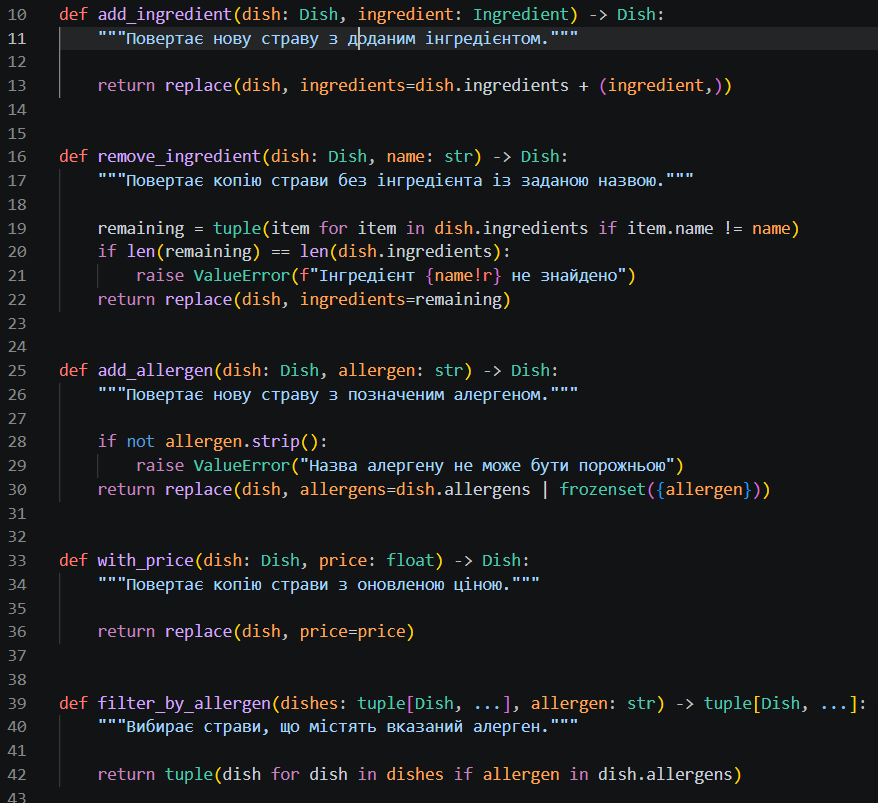 10 def add_ingredient(dish: Dish, ingredient: Ingredient) -> Dish:
11     """Повертає нову страву з доданим інгредієнтом."""
12
13     return replace(dish, ingredients=dish.ingredients + (ingredient,))
14
15
16 def remove_ingredient(dish: Dish, name: str) -> Dish:
17     """Повертає копію страви без інгредієнта із заданою назвою."""
18
19     remaining = tuple(item for item in dish.ingredients if item.name != name)
20     if len(remaining) == len(dish.ingredients):
21         raise ValueError(f"Інгредієнт {name!r} не знайдено")
22     return replace(dish, ingredients=remaining)
23
24
25 def add_allergen(dish: Dish, allergen: str) -> Dish:
26     """Повертає нову страву з позначеним алергеном."""
27
28     if not allergen.strip():
29         raise ValueError("Назва алергену не може бути порожньою")
30     return replace(dish, allergens=dish.allergens | frozenset({allergen}))
31
32
33 def with_price(dish: Dish, price: float) -> Dish:
34     """Повертає копію страви з оновленою ціною."""
35
36     return replace(dish, price=price)
37
38
39 def filter_by_allergen(dishes: tuple[Dish, ...], allergen: str) -> tuple[Dish, ...]:
40     """Вибирає страви, що містять вказаний алерген."""
41
42     return tuple(dish for dish in dishes if allergen in dish.allergens)
43